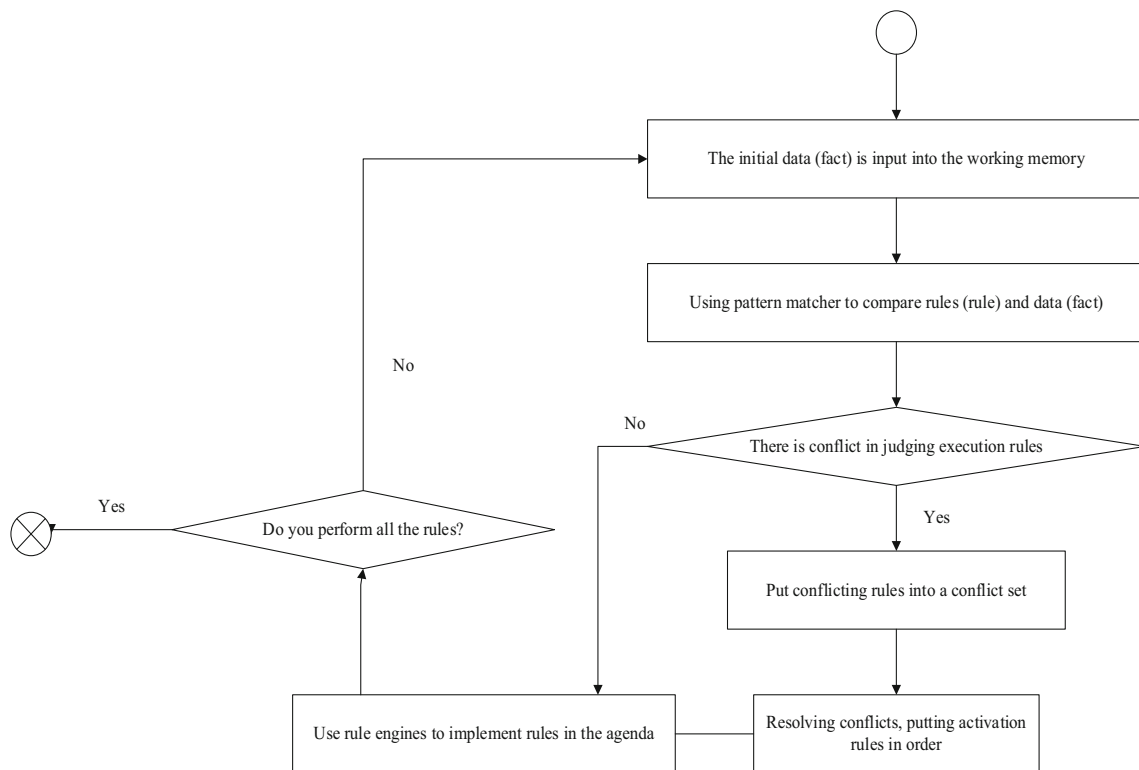 The initial data (fact) is input into the working memory
Using pattern matcher to compare rules (rule) and data (fact)
No
No
There is conflict in judging execution rules
Yes
Do you perform all the rules?
Yes
Put conflicting rules into a conflict set
Use rule engines to implement rules in the agenda
Resolving conflicts, putting activation
rules in order